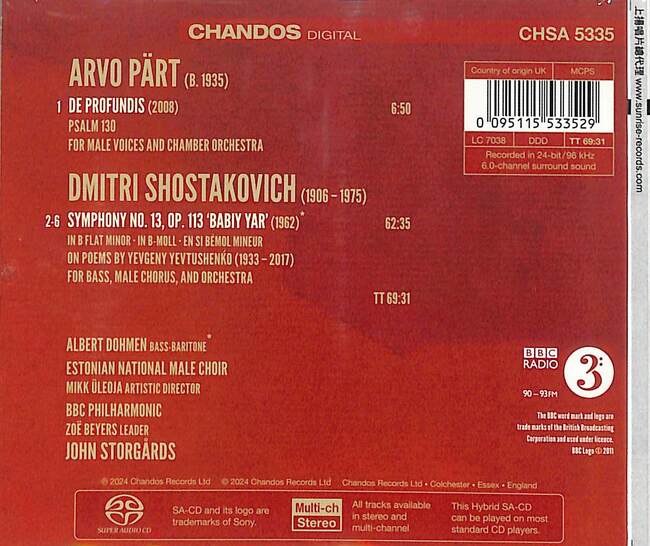 CHANDOS DIGITAL
CHSA 5335
ARVO PÄRT (B. 1935)
1 DE PROFUNDIS (2008) 6:50
PSALM 130
FOR MALE VOICES AND CHAMBER ORCHESTRA
Country of origin UK MCPS
0 095115 533529
LC 7038 DDD TT 69:31
Recorded in 24-bit/96 kHz
6.0-channel surround sound
DMITRI SHOSTAKOVICH (1906 – 1975)
2-6 SYMPHONY NO. 13, OP. 113 ‘BABIY YAR’ (1962)* 62:35
IN B FLAT MINOR · IN B-MOLL · EN SI BÉMOL MINEUR
ON POEMS BY YEVGENY YEVTUSHENKO (1933 – 2017)
FOR BASS, MALE CHORUS, AND ORCHESTRA
TT 69:31
ALBERT DOHMEN BASS-BARITONE*
ESTONIAN NATIONAL MALE CHOIR
MIKK ÜLEOJA ARTISTIC DIRECTOR
BBC PHILHARMONIC
ZOË BEYERS LEADER
JOHN STORGÅRDS
BBC
RADIO
3
90 – 93 FM
The BBC word mark and logo are
trade marks of the British Broadcasting
Corporation and used under licence.
BBC Logo © 2011
℗ 2024 Chandos Records Ltd © 2024 Chandos Records Ltd Chandos Records Ltd • Colchester • Essex • England
SUPER AUDIO CD
SA-CD and its logo are
trademarks of Sony.
Multi-ch
Stereo
All tracks available
in stereo and
multi-channel
This Hybrid SA-CD
can be played on most
standard CD players.
上揚唱片總代理 www.sunrise-records.com